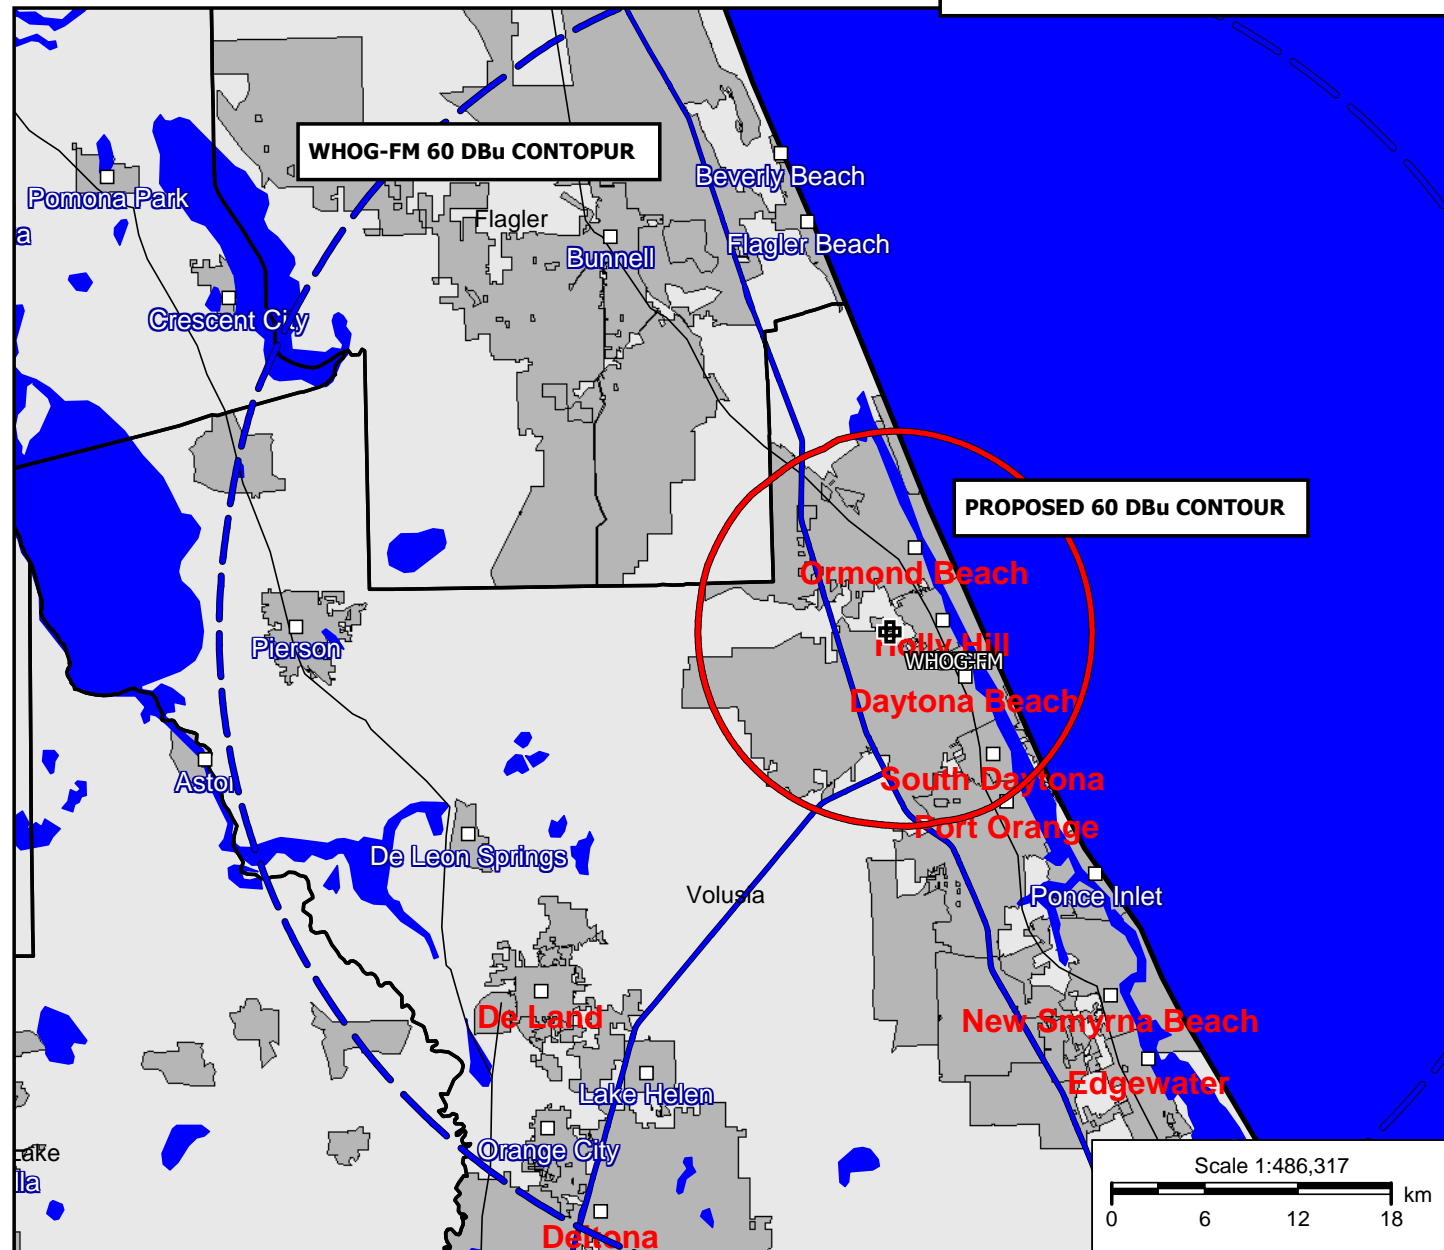 WHOG-FM 60 DBu CONTOPUR
Beverly Beach
Pomona Park
Flagler
a
Flagler Beach
Bunnell
Crescent City
PROPOSED 60 DBu CONTOUR
Ormond Beach
Pierson
Holly Hill
WHOG-FM
Daytona Beach
Astor
South Daytona
Port Orange
De Leon Springs
Volusia
Ponce Inlet
De Land
New Smyrna Beach
Edgewater
Lake Helen
Orange City
Lake
lla
Scale 1:486,317
km
0 6 12 18
Deltona